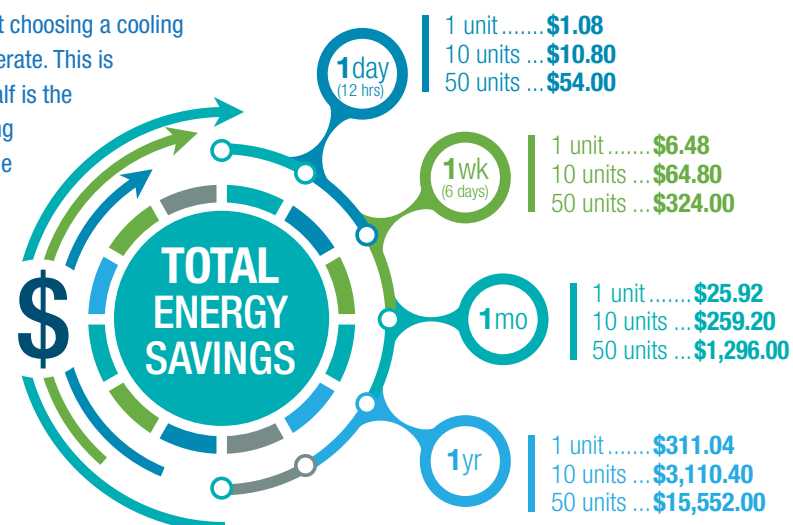 t choosing a cooling
erate. This is
alf is the
ng
e
$
TOTAL
ENERGY
SAVINGS
1day
(12 hrs)
1 unit.......$1.08
10 units ...$10.80
50 units ...$54.00
1wk
(6 days)
1 unit.......$6.48
10 units ...$64.80
50 units ...$324.00
1mo
1 unit.......$25.92
10 units ...$259.20
50 units ...$1,296.00
1yr
1 unit.......$311.04
10 units ...$3,110.40
50 units ...$15,552.00